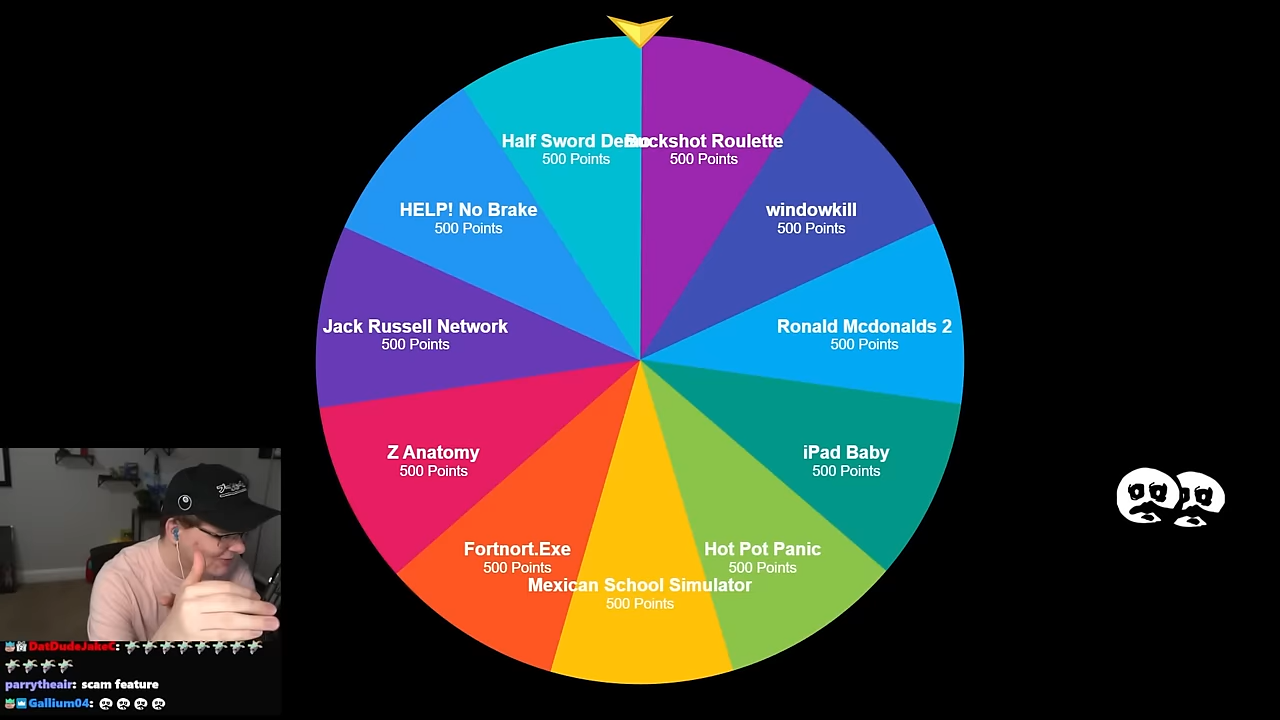 Half Sword Demo
500 Points
Buckshot Roulette
500 Points
HELP! No Brake
500 Points
windowkill
500 Points
Jack Russell Network
500 Points
Ronald Mcdonalds 2
500 Points
Z Anatomy
500 Points
iPad Baby
500 Points
Fortnort.Exe
500 Points
Hot Pot Panic
500 Points
Mexican School Simulator
500 Points
DatDudeJakeC:
parrytheair: scam feature
Gallium04: